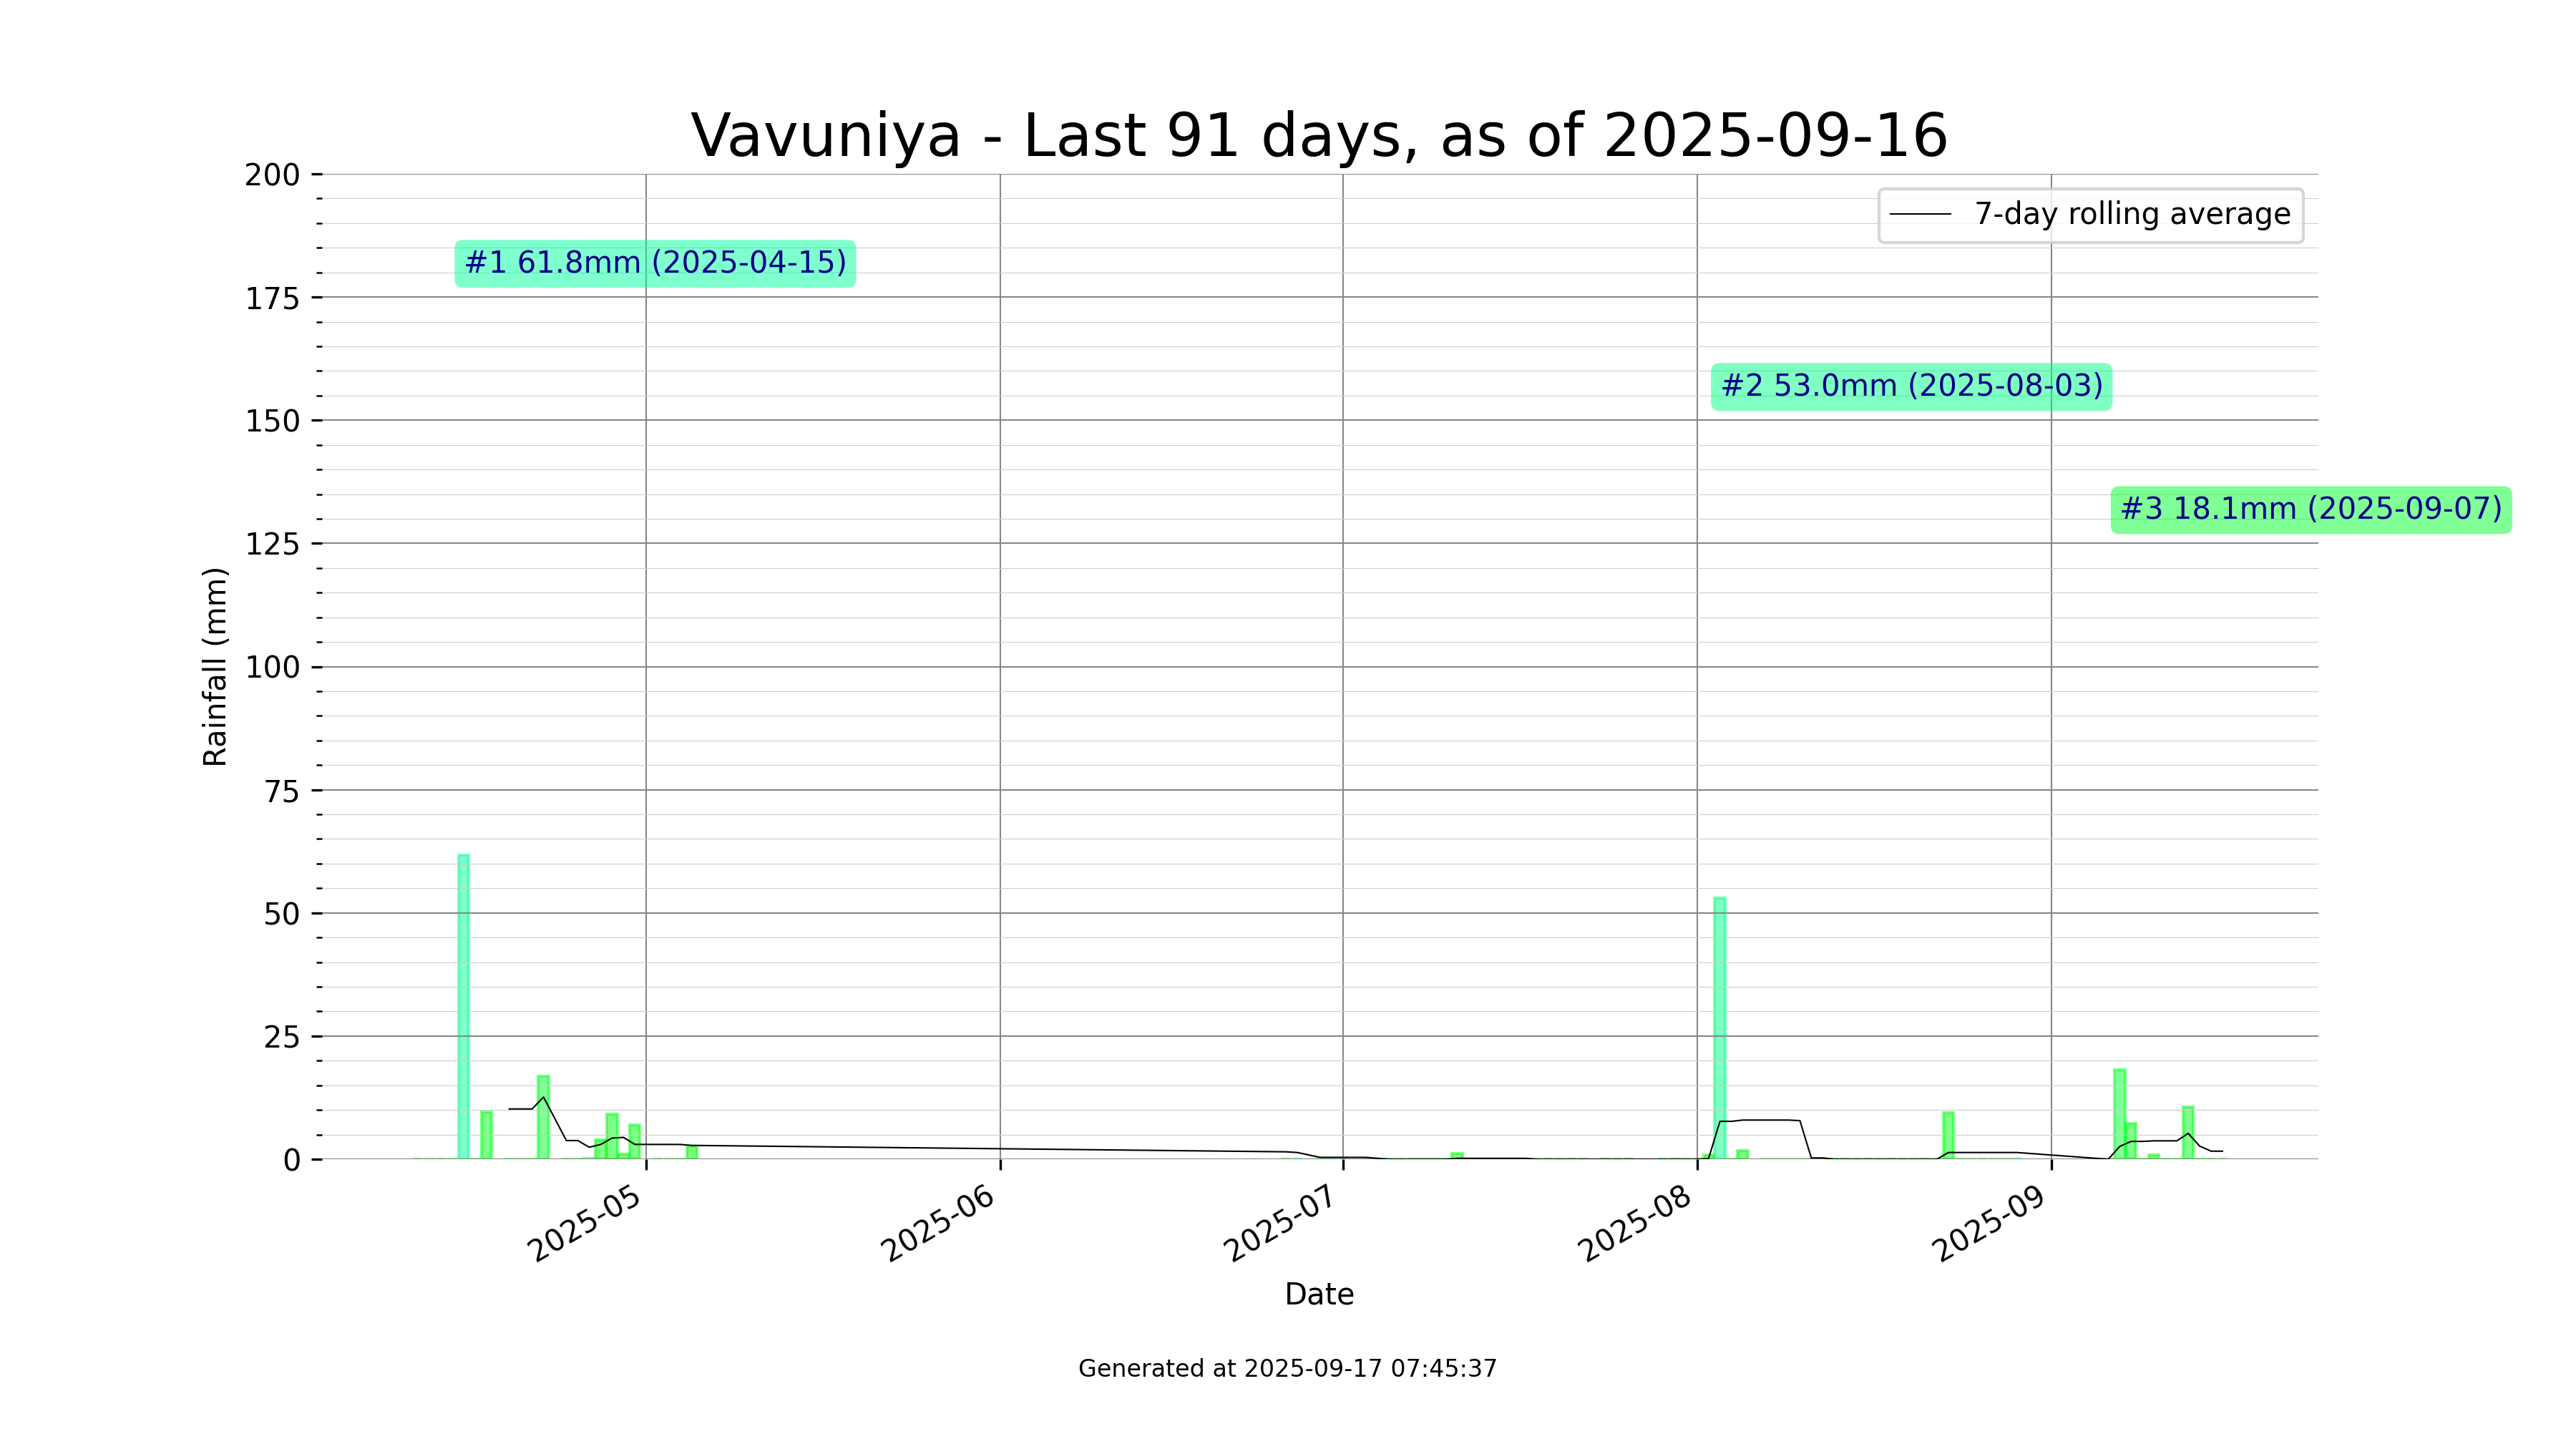 Vavuniya - Last 91 days, as of 2025-09-16
200
175
150
125
100
75
50
25
0
Rainfall (mm)
7-day rolling average
#1 61.8mm (2025-04-15)
#2 53.0mm (2025-08-03)
#3 18.1mm (2025-09-07)
2025-05
2025-06
2025-07
2025-08
2025-09
Date
Generated at 2025-09-17 07:45:37